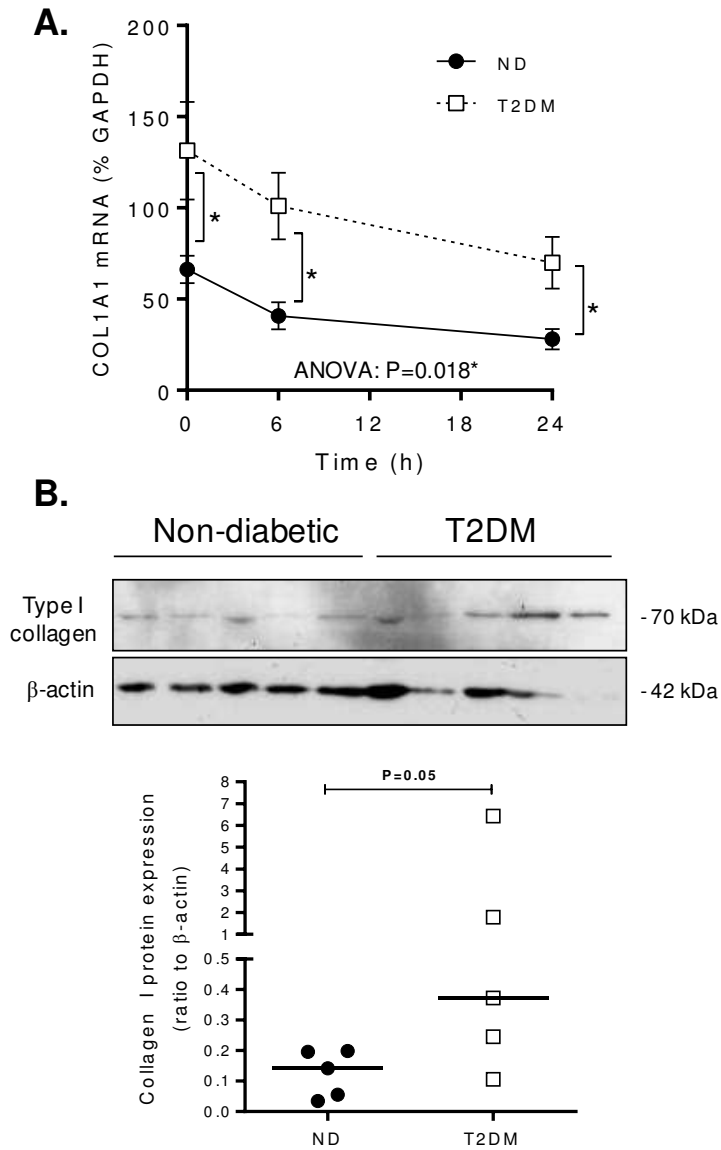 A.
COL1A1 mRNA (% GAPDH)
200
150
100
50
0
ND
T2DM
*
*
*
ANOVA: P=0.018*
0 6 12 18 24
Time (h)
B.
Non-diabetic T2DM
Type I
collagen
-70 kDa
β-actin -42 kDa
P=0.05
Collagen I protein expression
(ratio to β-actin)
8
7
6
5
4
3
2
1
0.5
0.4
0.3
0.2
0.1
0.0
ND T2DM